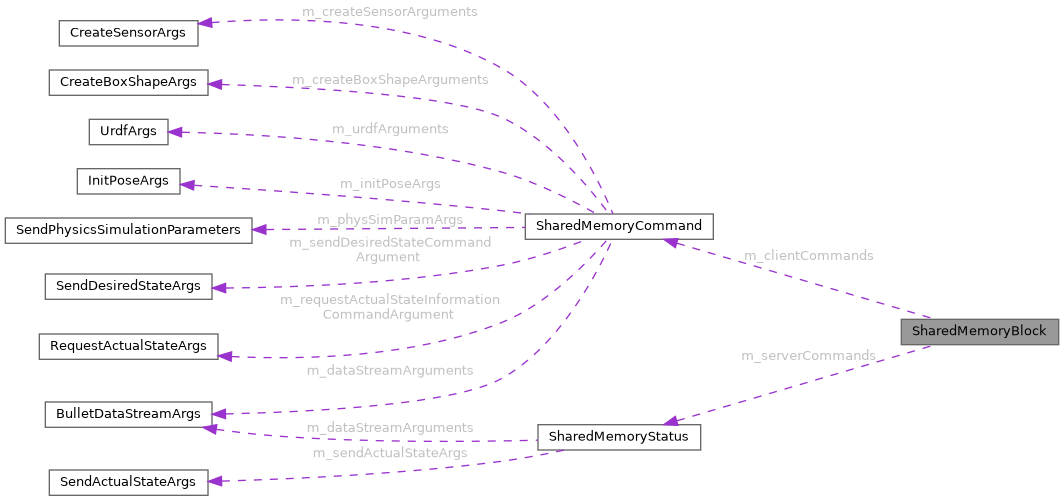 m_createSensorArguments
CreateSensorArgs
m_createBoxShapeArguments
CreateBoxShapeArgs
m_urdfArguments
UrdfArgs
m_initPoseArgs
InitPoseArgs
m_physSimParamArgs
SendPhysicsSimulationParameters
SharedMemoryCommand
m_sendDesiredStateCommand
Argument
m_clientCommands
SendDesiredStateArgs
m_requestActualStateInformation
CommandArgument
SharedMemoryBlock
RequestActualStateArgs
m_serverCommands
m_dataStreamArguments
BulletDataStreamArgs
m_dataStreamArguments
SharedMemoryStatus
m_sendActualStateArgs
SendActualStateArgs